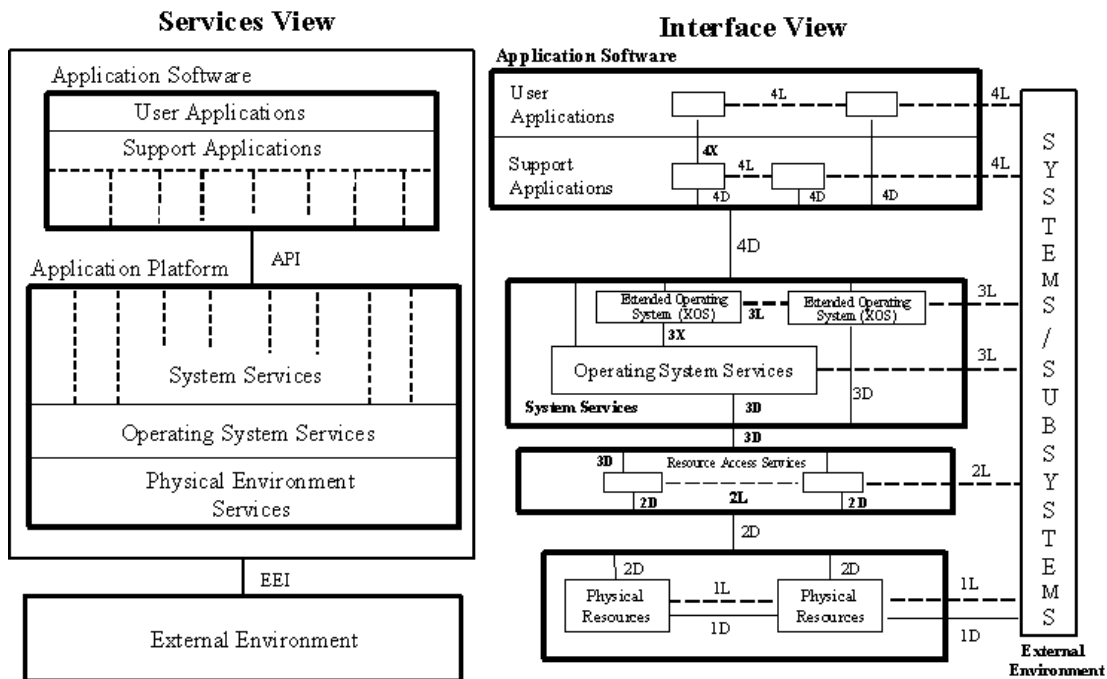 Services View
Application Software
User Applications
Support Applications
API
Application Platform
System Services
Operating System Services
Physical Environment
Services
EEI
External Environment
Interface View
Application Software
User
Applications
4L
4L
4X
Support
Applications
4L
4L
4D
4D
4D
4D
Extended Operating
System (XOS)
3L
Extended Operating
System (XOS)
3L
3X
Operating System Services
3L
3D
System Services
3D
3D
3D
Resource Access Services
2L
2L
2D
2D
2D
2D
2D
Physical
Resources
1L
Physical
Resources
1L
1D
1D
SYSTEMS/SUBSYSTEMS
External
Environment